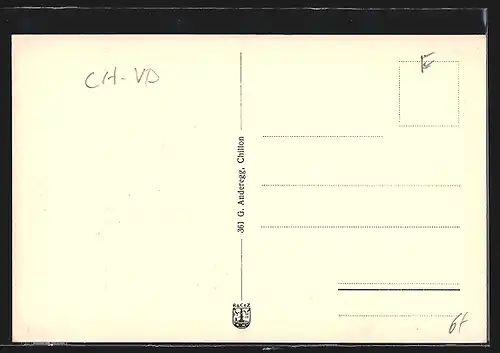 CH-VD
361 G. Anderegg, Chillon
6f